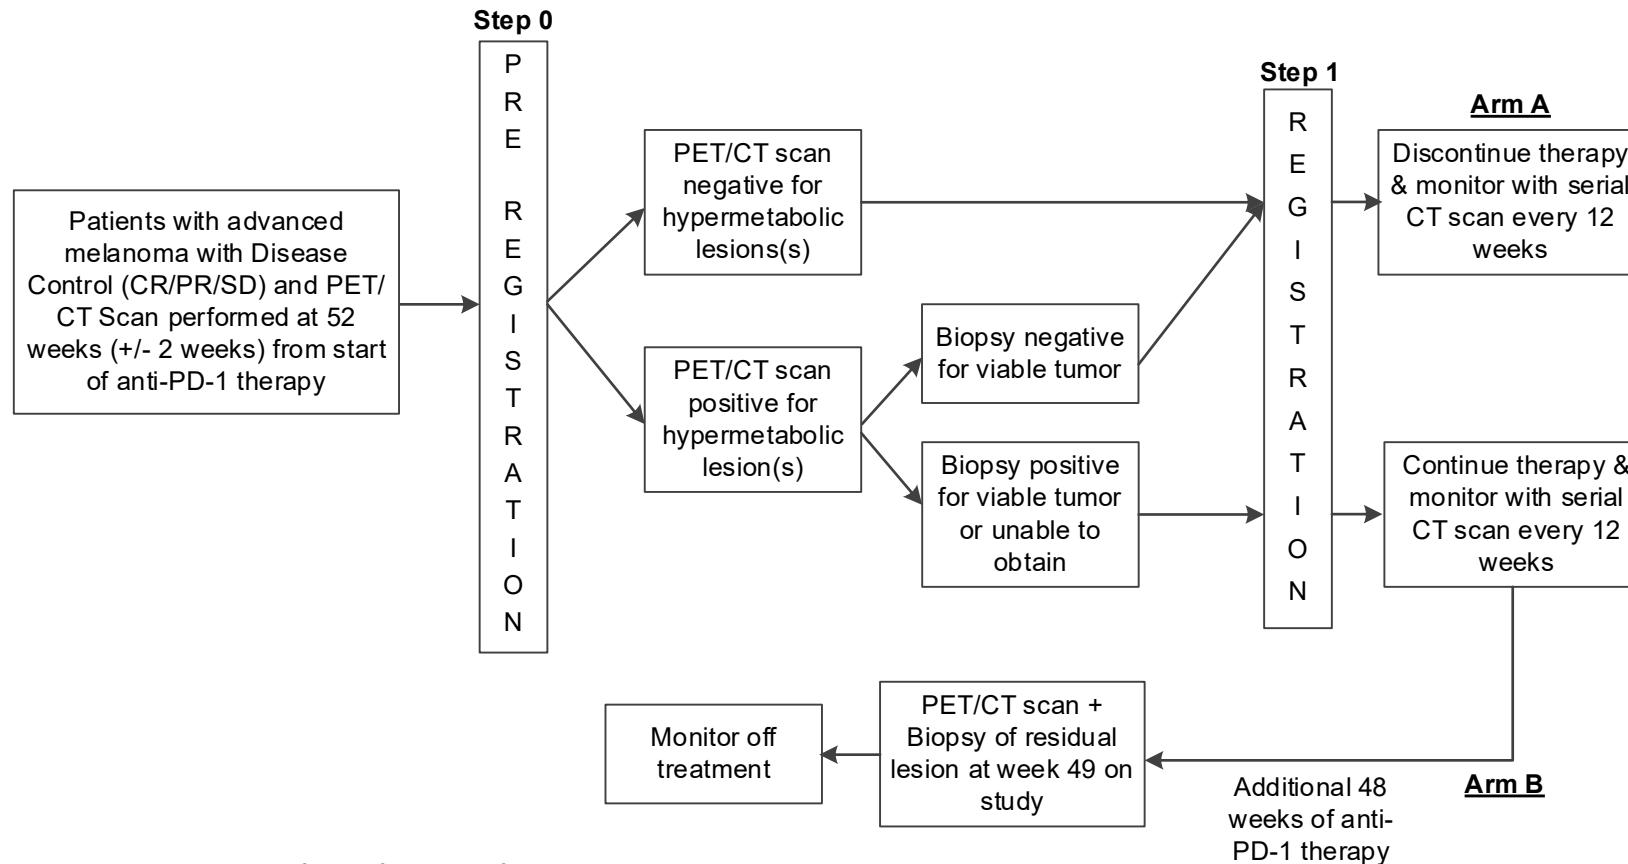 Step 0
P
R
E
R
E
G
I
S
T
R
A
T
I
O
N
Patients with advanced
melanoma with Disease
Control (CR/PR/SD) and PET/
CT Scan performed at 52
weeks (+/- 2 weeks) from start
of anti-PD-1 therapy
PET/CT scan
negative for
hypermetabolic
lesions(s)
PET/CT scan
positive for
hypermetabolic
lesion(s)
Biopsy negative
for viable tumor
Biopsy positive
for viable tumor
or unable to
obtain
Step 1
R
E
G
I
S
T
R
A
T
I
O
N
Arm A
Discontinue therapy
& monitor with serial
CT scan every 12
weeks
Continue therapy &
monitor with serial
CT scan every 12
weeks
Arm B
Additional 48
weeks of anti-
PD-1 therapy
PET/CT scan +
Biopsy of residual
lesion at week 49 on
study
Monitor off
treatment